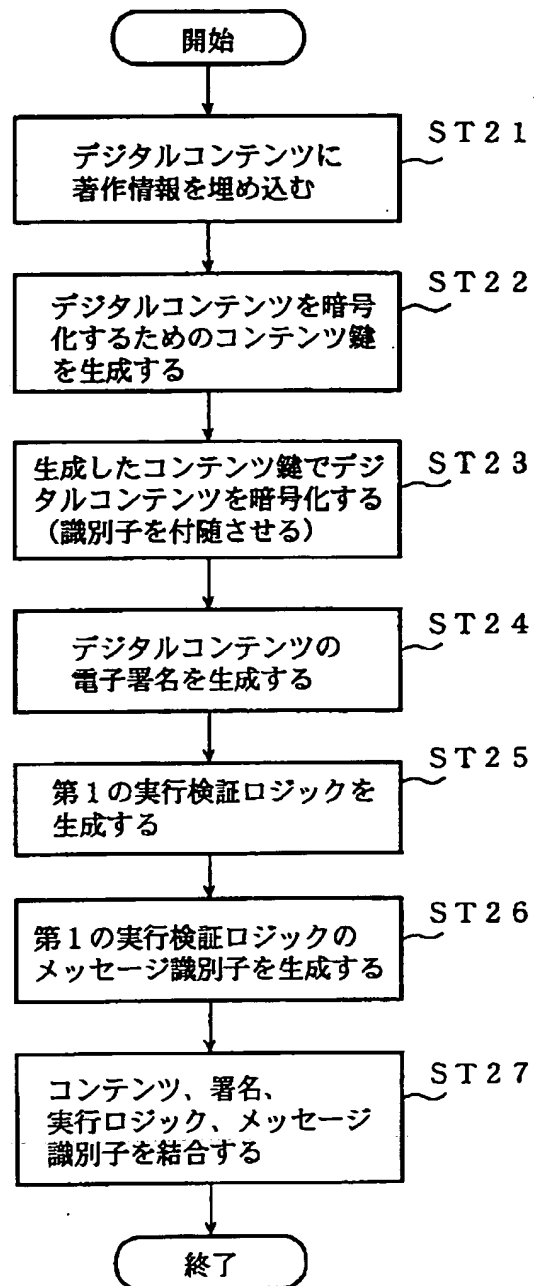 開始
ST21
デジタルコンテンツに
著作情報を埋め込む
ST22
デジタルコンテンツを暗号
化するためのコンテンツ鍵
を生成する
ST23
生成したコンテンツ鍵でデジ
タルコンテンツを暗号化する
(識別子を付随させる)
ST24
デジタルコンテンツの
電子署名を生成する
ST25
第1の実行検証ロジックを
生成する
ST26
第1の実行検証ロジックの
メッセージ識別子を生成する
ST27
コンテンツ、署名、
実行ロジック、メッセージ
識別子を結合する
終了